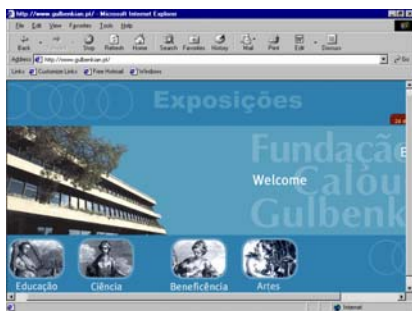 http://www.gulbenkian.pt/ - Microsoft Internet Explorer
File Edit View Favorites Tools Help
Back Stop Refresh Home Search Favorites History Mail Print Edit Discuss
Address http://www.gulbenkian.pt/ Go
Links Customize Links Free Hotmail Windows
Exposições
Fundação
Welcome
Calou
Gulbenk
Educação Ciência Beneficência Artes
Internet